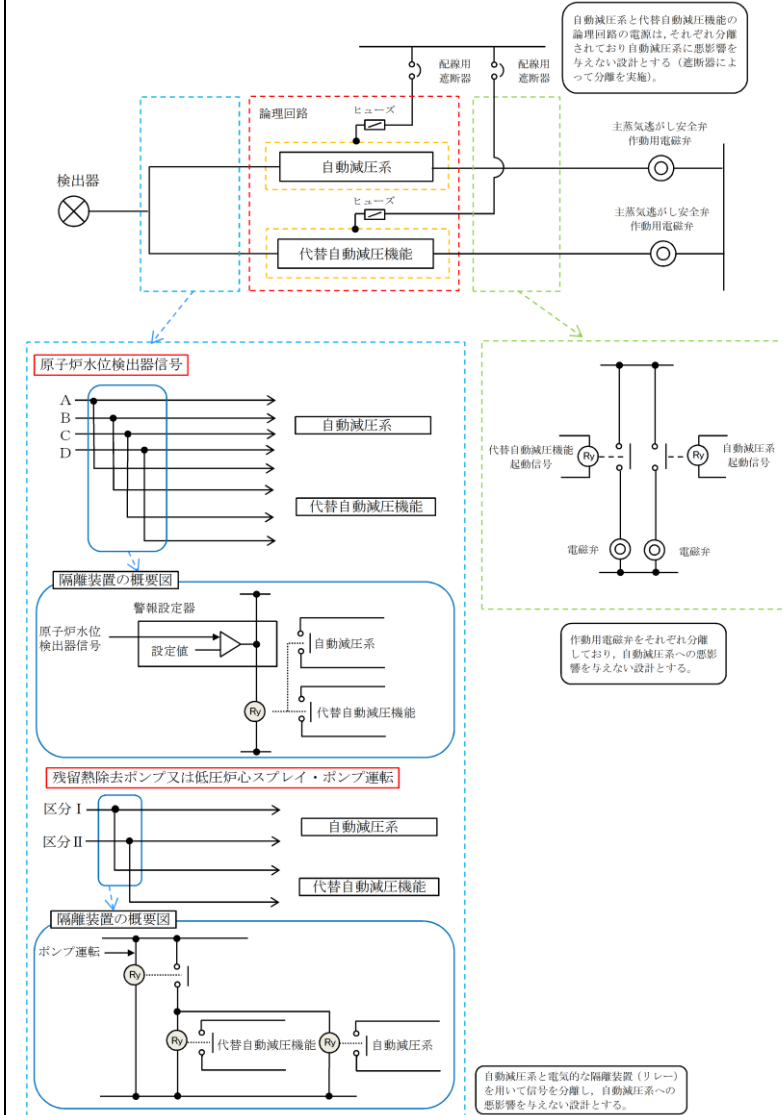 自動減圧系と代替自動減圧機能の
論理回路の電源は，それぞれ分離
されており自動減圧系に悪影響を
与えない設計とする（遮断器によ
って分離を実施）。
配線用
遮断器
配線用
遮断器
論理回路
ヒューズ
自動減圧系
主蒸気逃がし安全弁
作動用電磁弁
検出器
ヒューズ
代替自動減圧機能
主蒸気逃がし安全弁
作動用電磁弁
原子炉水位検出器信号
A
B
C
D
自動減圧系
代替自動減圧機能
隔離装置の概要図
警報設定器
原子炉水位
検出器信号
設定値
自動減圧系
Ry
代替自動減圧機能
残留熱除去ポンプ又は低圧炉心スプレイ・ポンプ運転
区分Ⅰ
区分Ⅱ
自動減圧系
代替自動減圧機能
隔離装置の概要図
ポンプ運転
Ry
Ry
代替自動減圧機能
Ry
自動減圧系
代替自動減圧機能
起動信号
Ry
Ry
自動減圧系
起動信号
電磁弁
電磁弁
作動用電磁弁をそれぞれ分離
しており，自動減圧系への悪影
響を与えない設計とする。
自動減圧系と電気的な隔離装置（リレー）
を用いて信号を分離し，自動減圧系への
悪影響を与えない設計とする。